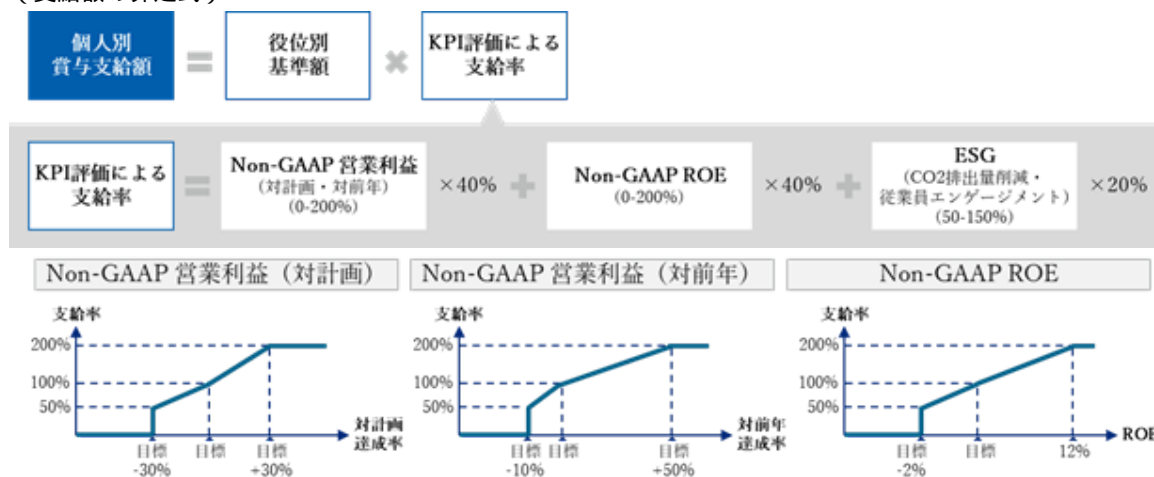 個人別
賞与支給額
=
役位別
基準額
×
KPI評価による
支給率
KPI評価による
支給率
=
Non-GAAP 営業利益
(対計画・対前年)
(0-200%)
×40%
+
Non-GAAP ROE
(0-200%)
×40%
+
ESG
(CO2排出量削減・
従業員エンゲージメント)
(50-150%)
×20%
Non-GAAP 営業利益（対計画）
支給率
200%
100%
50%
目標
-30%
目標
目標
+30%
対計画
達成率
Non-GAAP 営業利益（対前年）
支給率
200%
100%
50%
目標
-10%
目標
目標
+50%
対前年
達成率
Non-GAAP ROE
支給率
200%
100%
50%
目標
-2%
目標
12%
ROE